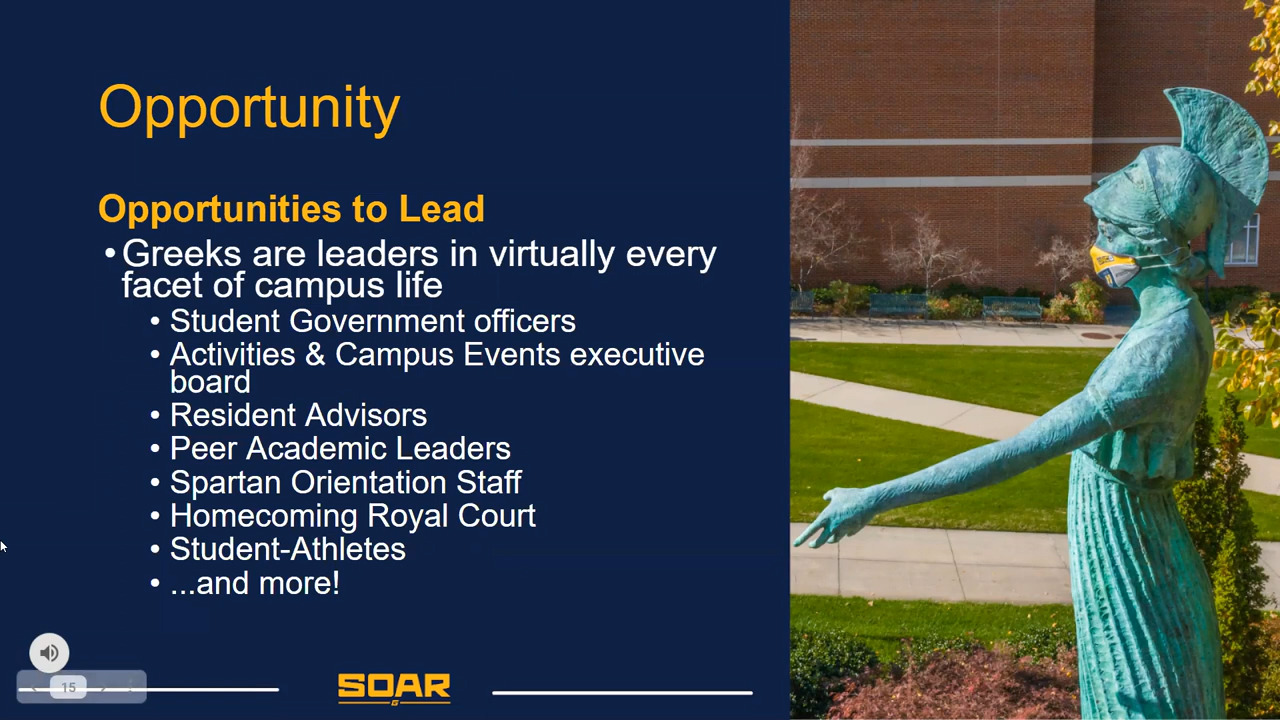 Opportunity
Opportunities to Lead
•Greeks are leaders in virtually every
facet of campus life
• Student Government officers
• Activities & Campus Events executive
board
• Resident Advisors
• Peer Academic Leaders
• Spartan Orientation Staff
• Homecoming Royal Court
• Student-Athletes
• ...and more!
15
SOAR
G